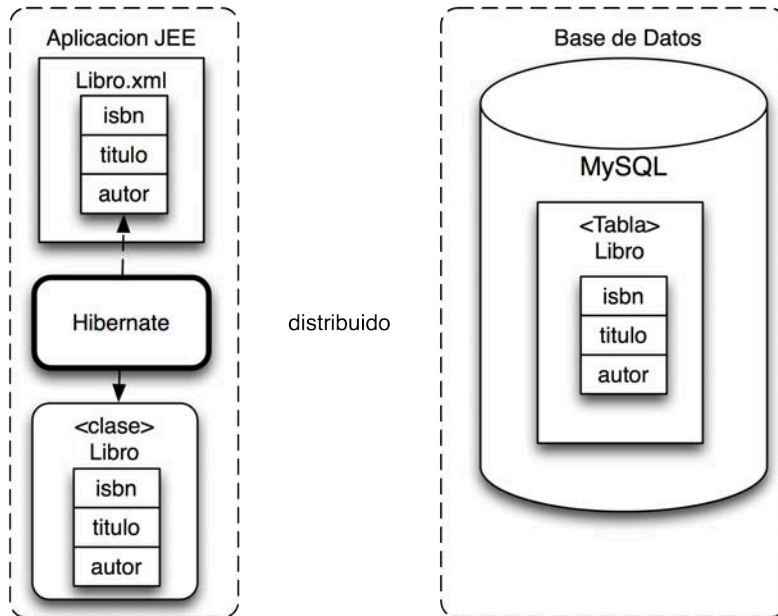 Aplicacion JEE
Libro.xml
isbn
titulo
autor
Hibernate
<clase>
Libro
isbn
titulo
autor
distribuido
Base de Datos
MySQL
<Tabla>
Libro
isbn
titulo
autor